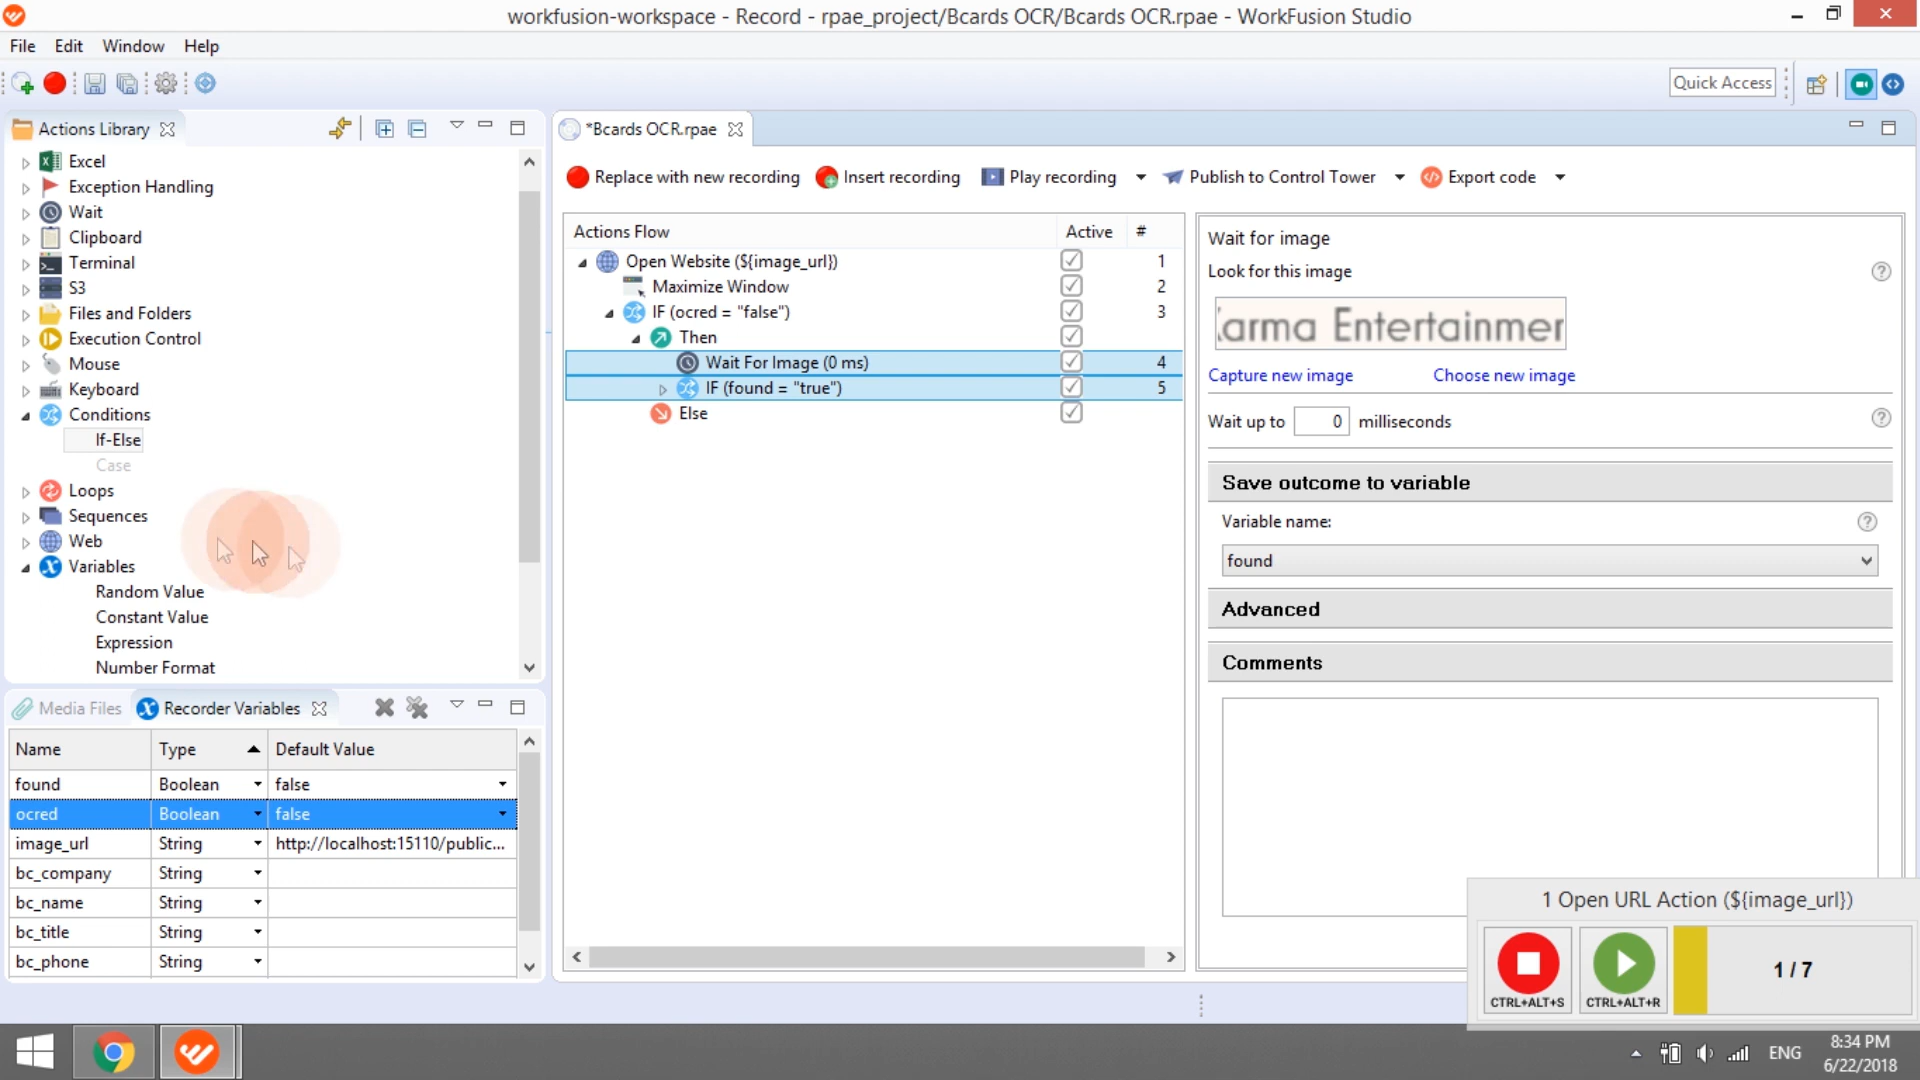 workfusion-workspace - Record - rpae_project/Bcards OCR/Bcards OCR.rpae - WorkFusion Studio
File Edit Window Help
Quick Access
Actions Library
Excel
Exception Handling
Wait
Clipboard
Terminal
S3
Files and Folders
Execution Control
Mouse
Keyboard
Conditions
If-Else
Case
Loops
Sequences
Web
Variables
Random Value
Constant Value
Expression
Number Format
Media Files Recorder Variables
Name Type Default Value
found Boolean false
ocred Boolean false
image_url String http://localhost:15110/public...
bc_company String
bc_name String
bc_title String
bc_phone String
*Bcards OCR.rpae
Replace with new recording Insert recording Play recording Publish to Control Tower Export code
Actions Flow Active #
Open Website (${image_url}) 1
Maximize Window 2
IF (ocred = "false") 3
Then
Wait For Image (0 ms) 4
IF (found = "true") 5
Else
Wait for image
Look for this image
arma Entertainmer
Capture new image Choose new image
Wait up to 0 milliseconds
Save outcome to variable
Variable name:
found
Advanced
Comments
1 Open URL Action (${image_url})
CTRL+ALT+S CTRL+ALT+R 1 / 7
ENG 8:34 PM
6/22/2018